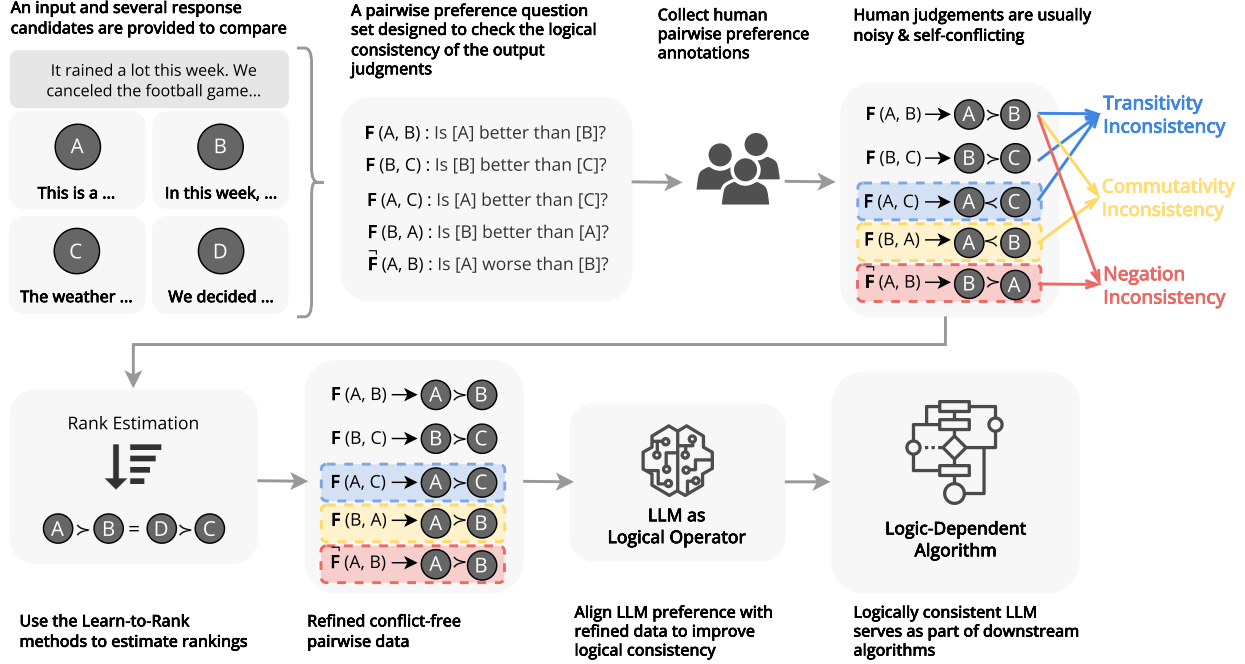 An input and several response
candidates are provided to compare
It rained a lot this week. We
canceled the football game...
A
B
This is a ...
In this week, ...
C
D
The weather ...
We decided ...
A pairwise preference question
set designed to check the logical
consistency of the output
judgments
F (A, B) : Is [A] better than [B]?
F (B, C) : Is [B] better than [C]?
F (A, C) : Is [A] better than [C]?
F (B, A) : Is [B] better than [A]?
F̚ (A, B) : Is [A] worse than [B]?
Collect human
pairwise preference
annotations
Human judgements are usually
noisy & self-conflicting
F (A, B) → A ≻ B
F (B, C) → B ≻ C
F (A, C) → A ≺ C
F (B, A) → A ≺ B
F̚ (A, B) → B ≻ A
Transitivity
Inconsistency
Commutativity
Inconsistency
Negation
Inconsistency
Rank Estimation
A ≻ B = D ≻ C
Use the Learn-to-Rank
methods to estimate rankings
F (A, B) → A ≻ B
F (B, C) → B ≻ C
F (A, C) → A ≻ C
F (B, A) → A ≻ B
F̚ (A, B) → A ≻ B
Refined conflict-free
pairwise data
LLM as
Logical Operator
Align LLM preference with
refined data to improve
logical consistency
Logic-Dependent
Algorithm
Logically consistent LLM
serves as part of downstream
algorithms